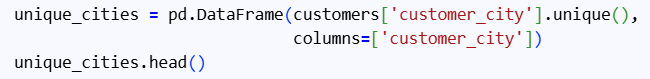 unique_cities = pd.DataFrame(customers['customer_city'].unique(),
                             columns=['customer_city'])
unique_cities.head()